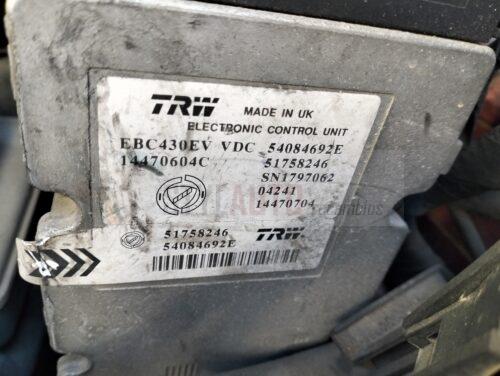 TRW MADE IN UK
ELECTRONIC CONTROL UNIT
EBC430EV VDC 54084692E
14470604C 51758246
SN1797062
04241
14470704
51758246 TRW
54084692E